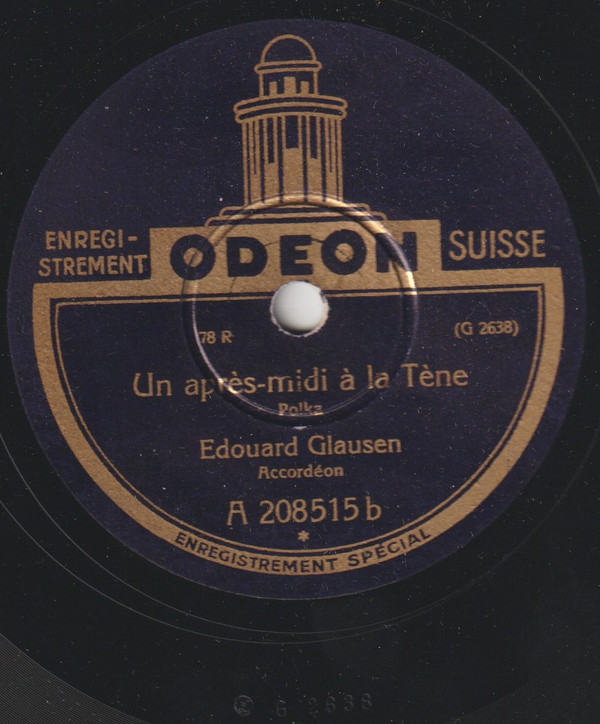 ENREGI-
STREMENT
ODEON
SUISSE
78 R
(G 2638)
Un après-midi à la Tène
Polka
Edouard Glausen
Accordéon
A 208515 b
*
ENREGISTREMENT SPÉCIAL
G 2638